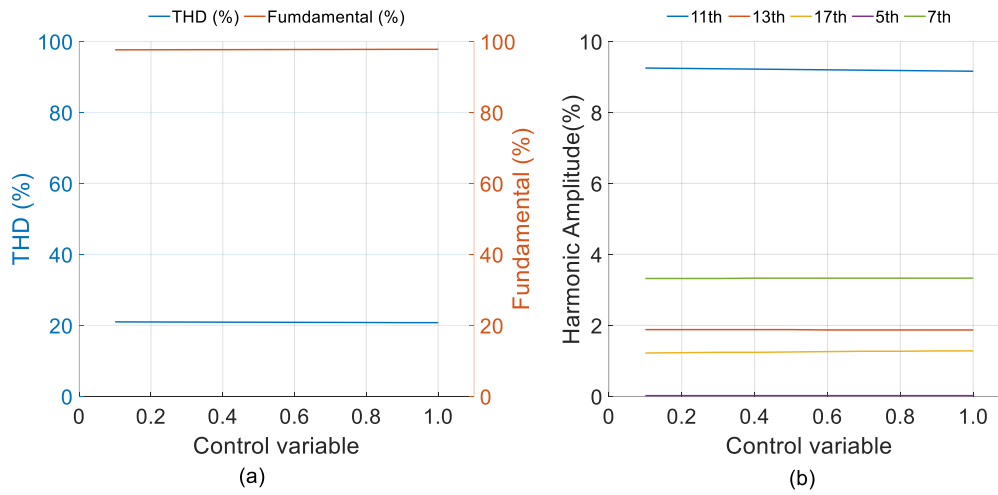 THD (%) Fumdamental (%)
100
80
60
40
20
0
THD (%)
100
80
60
40
20
0
Fundamental (%)
0 0.2 0.4 0.6 0.8 1.0
Control variable
(a)
11th 13th 17th 5th 7th
10
8
6
4
2
0
Harmonic Amplitude(%)
0 0.2 0.4 0.6 0.8 1.0
Control variable
(b)